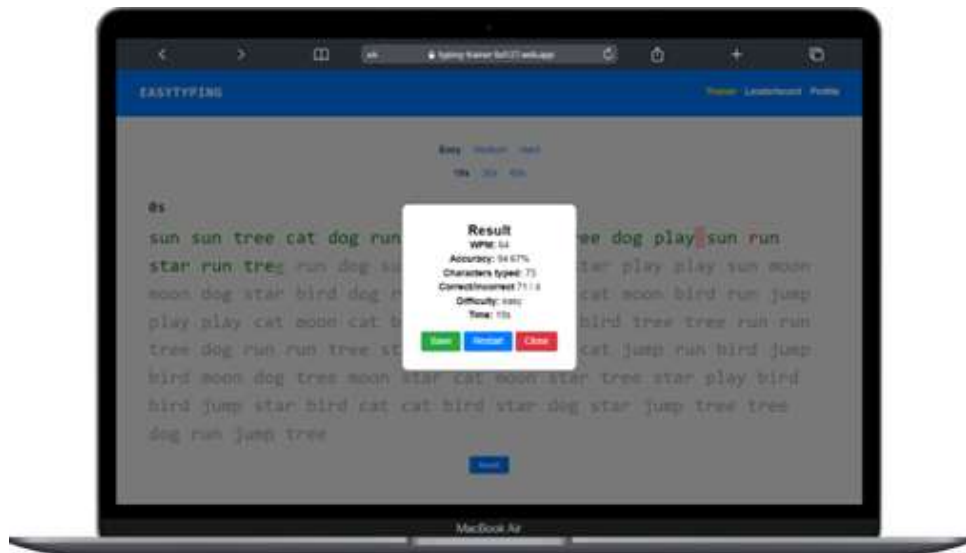 EASYTYPING
Trainer Leaderboard Profile
Easy Medium Hard
15s 30s 60s
0s
sun sun tree cat dog run dog play sun run
star run tree run dog play play sun moon
moon dog star bird dog cat moon bird run jump
play play cat moon cat bird tree tree run run
tree dog run run tree cat jump run bird jump
bird moon dog tree moon star cat moon star tree star play bird
bird jump star bird cat cat bird star dog star jump tree tree
dog run jump tree
Result
WPM: 64
Accuracy: 94.67%
Characters typed: 75
Correct/Incorrect 71 / 4
Difficulty: easy
Time: 15s
Save Restart Close
MacBook Air